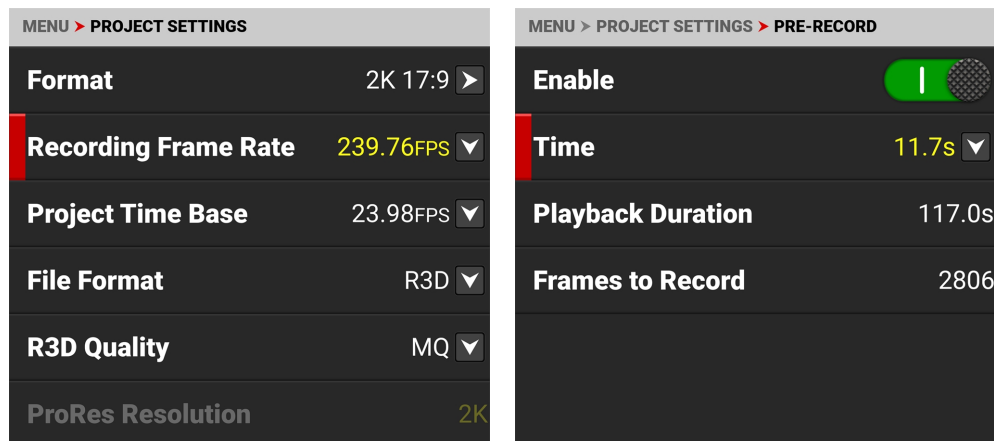 MENU ➤ PROJECT SETTINGS
Format 2K 17:9
Recording Frame Rate 239.76FPS
Project Time Base 23.98FPS
File Format R3D
R3D Quality MQ
ProRes Resolution 2K
MENU ➤ PROJECT SETTINGS ➤ PRE-RECORD
Enable
Time 11.7s
Playback Duration 117.0s
Frames to Record 2806